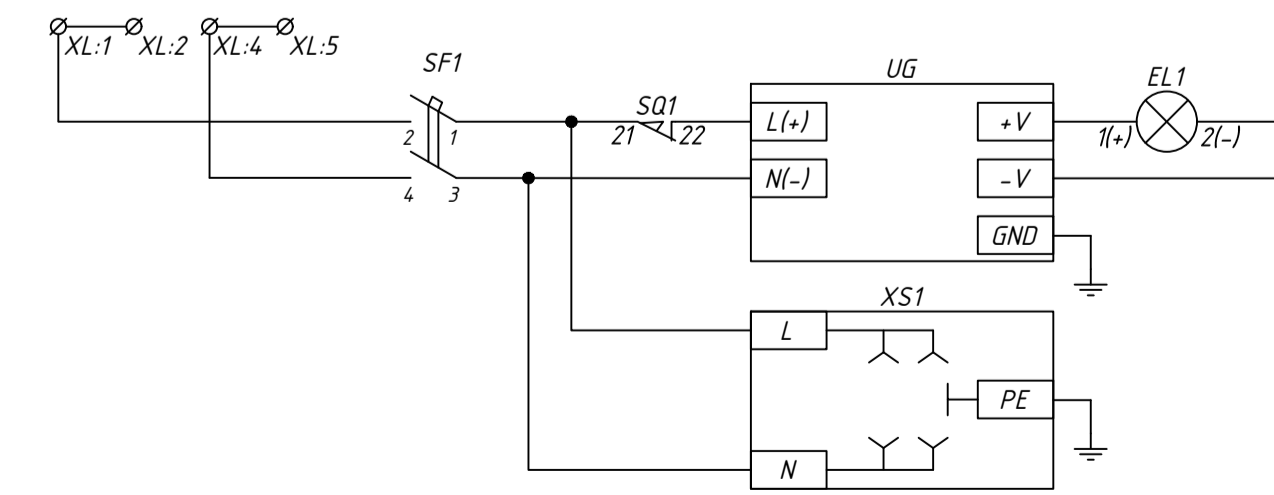 XL:1 XL:2 XL:4 XL:5
SF1
UG
EL1
SQ1
L(+)
+V
2 1
21 22
1(+) 2(-)
N(-)
-V
4 3
GND
XS1
L
PE
N